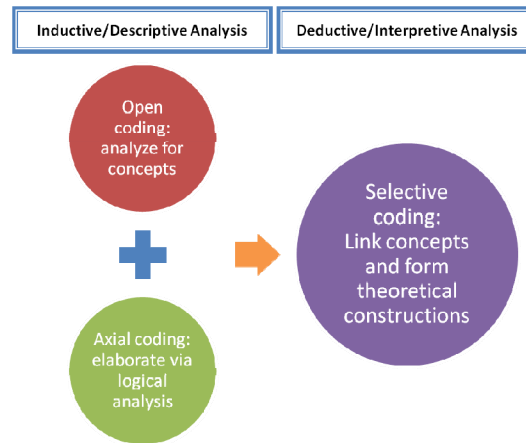 Inductive/Descriptive Analysis
Deductive/Interpretive Analysis
Open
coding:
analyze for
concepts
Axial coding:
elaborate via
logical
analysis
Selective
coding:
Link concepts
and form
theoretical
constructions